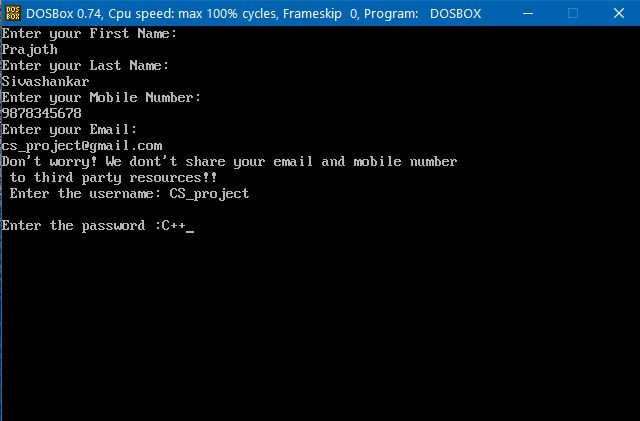 DOS BOX DOSBox 0.74, Cpu speed: max 100% cycles, Frameskip 0, Program: DOSBOX
Enter your First Name:
Prajoth
Enter your Last Name:
Sivashankar
Enter your Mobile Number:
9878345678
Enter your Email:
cs_project@gmail.com
Don't worry! We dont't share your email and mobile number
to third party resources!!
Enter the username: CS_project
Enter the password :C++_